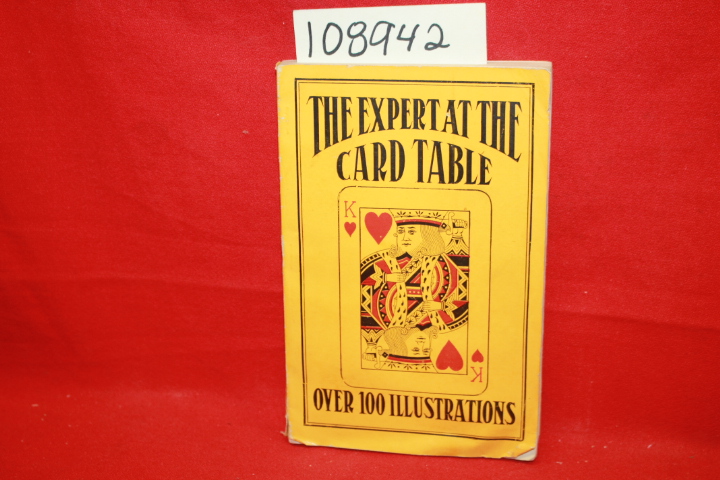 108942
THE EXPERT AT THE
CARD TABLE
K
K
OVER 100 ILLUSTRATIONS